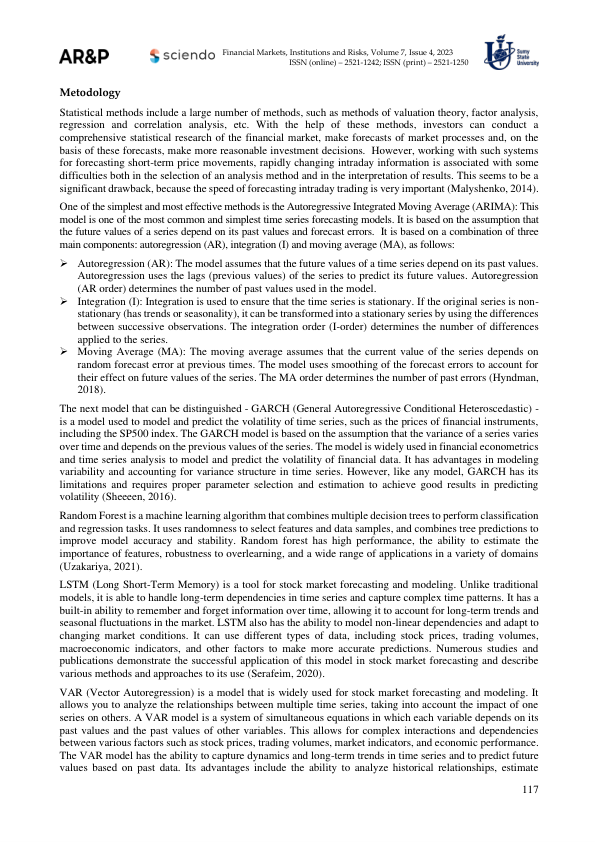 AR&P
sciendo
Financial Markets, Institutions and Risks, Volume 7, Issue 4, 2023
ISSN (online) – 2521-1242; ISSN (print) – 2521-1250
Sumy
State
University
Metodology
Statistical methods include a large number of methods, such as methods of valuation theory, factor analysis,
regression and correlation analysis, etc. With the help of these methods, investors can conduct a
comprehensive statistical research of the financial market, make forecasts of market processes and, on the
basis of these forecasts, make more reasonable investment decisions. However, working with such systems
for forecasting short-term price movements, rapidly changing intraday information is associated with some
difficulties both in the selection of an analysis method and in the interpretation of results. This seems to be a
significant drawback, because the speed of forecasting intraday trading is very important (Malyshenko, 2014).
One of the simplest and most effective methods is the Autoregressive Integrated Moving Average (ARIMA): This
model is one of the most common and simplest time series forecasting models. It is based on the assumption that
the future values of a series depend on its past values and forecast errors. It is based on a combination of three
main components: autoregression (AR), integration (I) and moving average (MA), as follows:
➢ Autoregression (AR): The model assumes that the future values of a time series depend on its past values.
Autoregression uses the lags (previous values) of the series to predict its future values. Autoregression
(AR order) determines the number of past values used in the model.
➢ Integration (I): Integration is used to ensure that the time series is stationary. If the original series is non-
stationary (has trends or seasonality), it can be transformed into a stationary series by using the differences
between successive observations. The integration order (I-order) determines the number of differences
applied to the series.
➢ Moving Average (MA): The moving average assumes that the current value of the series depends on
random forecast error at previous times. The model uses smoothing of the forecast errors to account for
their effect on future values of the series. The MA order determines the number of past errors (Hyndman,
2018).
The next model that can be distinguished - GARCH (General Autoregressive Conditional Heteroscedastic) -
is a model used to model and predict the volatility of time series, such as the prices of financial instruments,
including the SP500 index. The GARCH model is based on the assumption that the variance of a series varies
over time and depends on the previous values of the series. The model is widely used in financial econometrics
and time series analysis to model and predict the volatility of financial data. It has advantages in modeling
variability and accounting for variance structure in time series. However, like any model, GARCH has its
limitations and requires proper parameter selection and estimation to achieve good results in predicting
volatility (Sheeeen, 2016).
Random Forest is a machine learning algorithm that combines multiple decision trees to perform classification
and regression tasks. It uses randomness to select features and data samples, and combines tree predictions to
improve model accuracy and stability. Random forest has high performance, the ability to estimate the
importance of features, robustness to overlearning, and a wide range of applications in a variety of domains
(Uzakariya, 2021).
LSTM (Long Short-Term Memory) is a tool for stock market forecasting and modeling. Unlike traditional
models, it is able to handle long-term dependencies in time series and capture complex time patterns. It has a
built-in ability to remember and forget information over time, allowing it to account for long-term trends and
seasonal fluctuations in the market. LSTM also has the ability to model non-linear dependencies and adapt to
changing market conditions. It can use different types of data, including stock prices, trading volumes,
macroeconomic indicators, and other factors to make more accurate predictions. Numerous studies and
publications demonstrate the successful application of this model in stock market forecasting and describe
various methods and approaches to its use (Serafeim, 2020).
VAR (Vector Autoregression) is a model that is widely used for stock market forecasting and modeling. It
allows you to analyze the relationships between multiple time series, taking into account the impact of one
series on others. A VAR model is a system of simultaneous equations in which each variable depends on its
past values and the past values of other variables. This allows for complex interactions and dependencies
between various factors such as stock prices, trading volumes, market indicators, and economic performance.
The VAR model has the ability to capture dynamics and long-term trends in time series and to predict future
values based on past data. Its advantages include the ability to analyze historical relationships, estimate
117